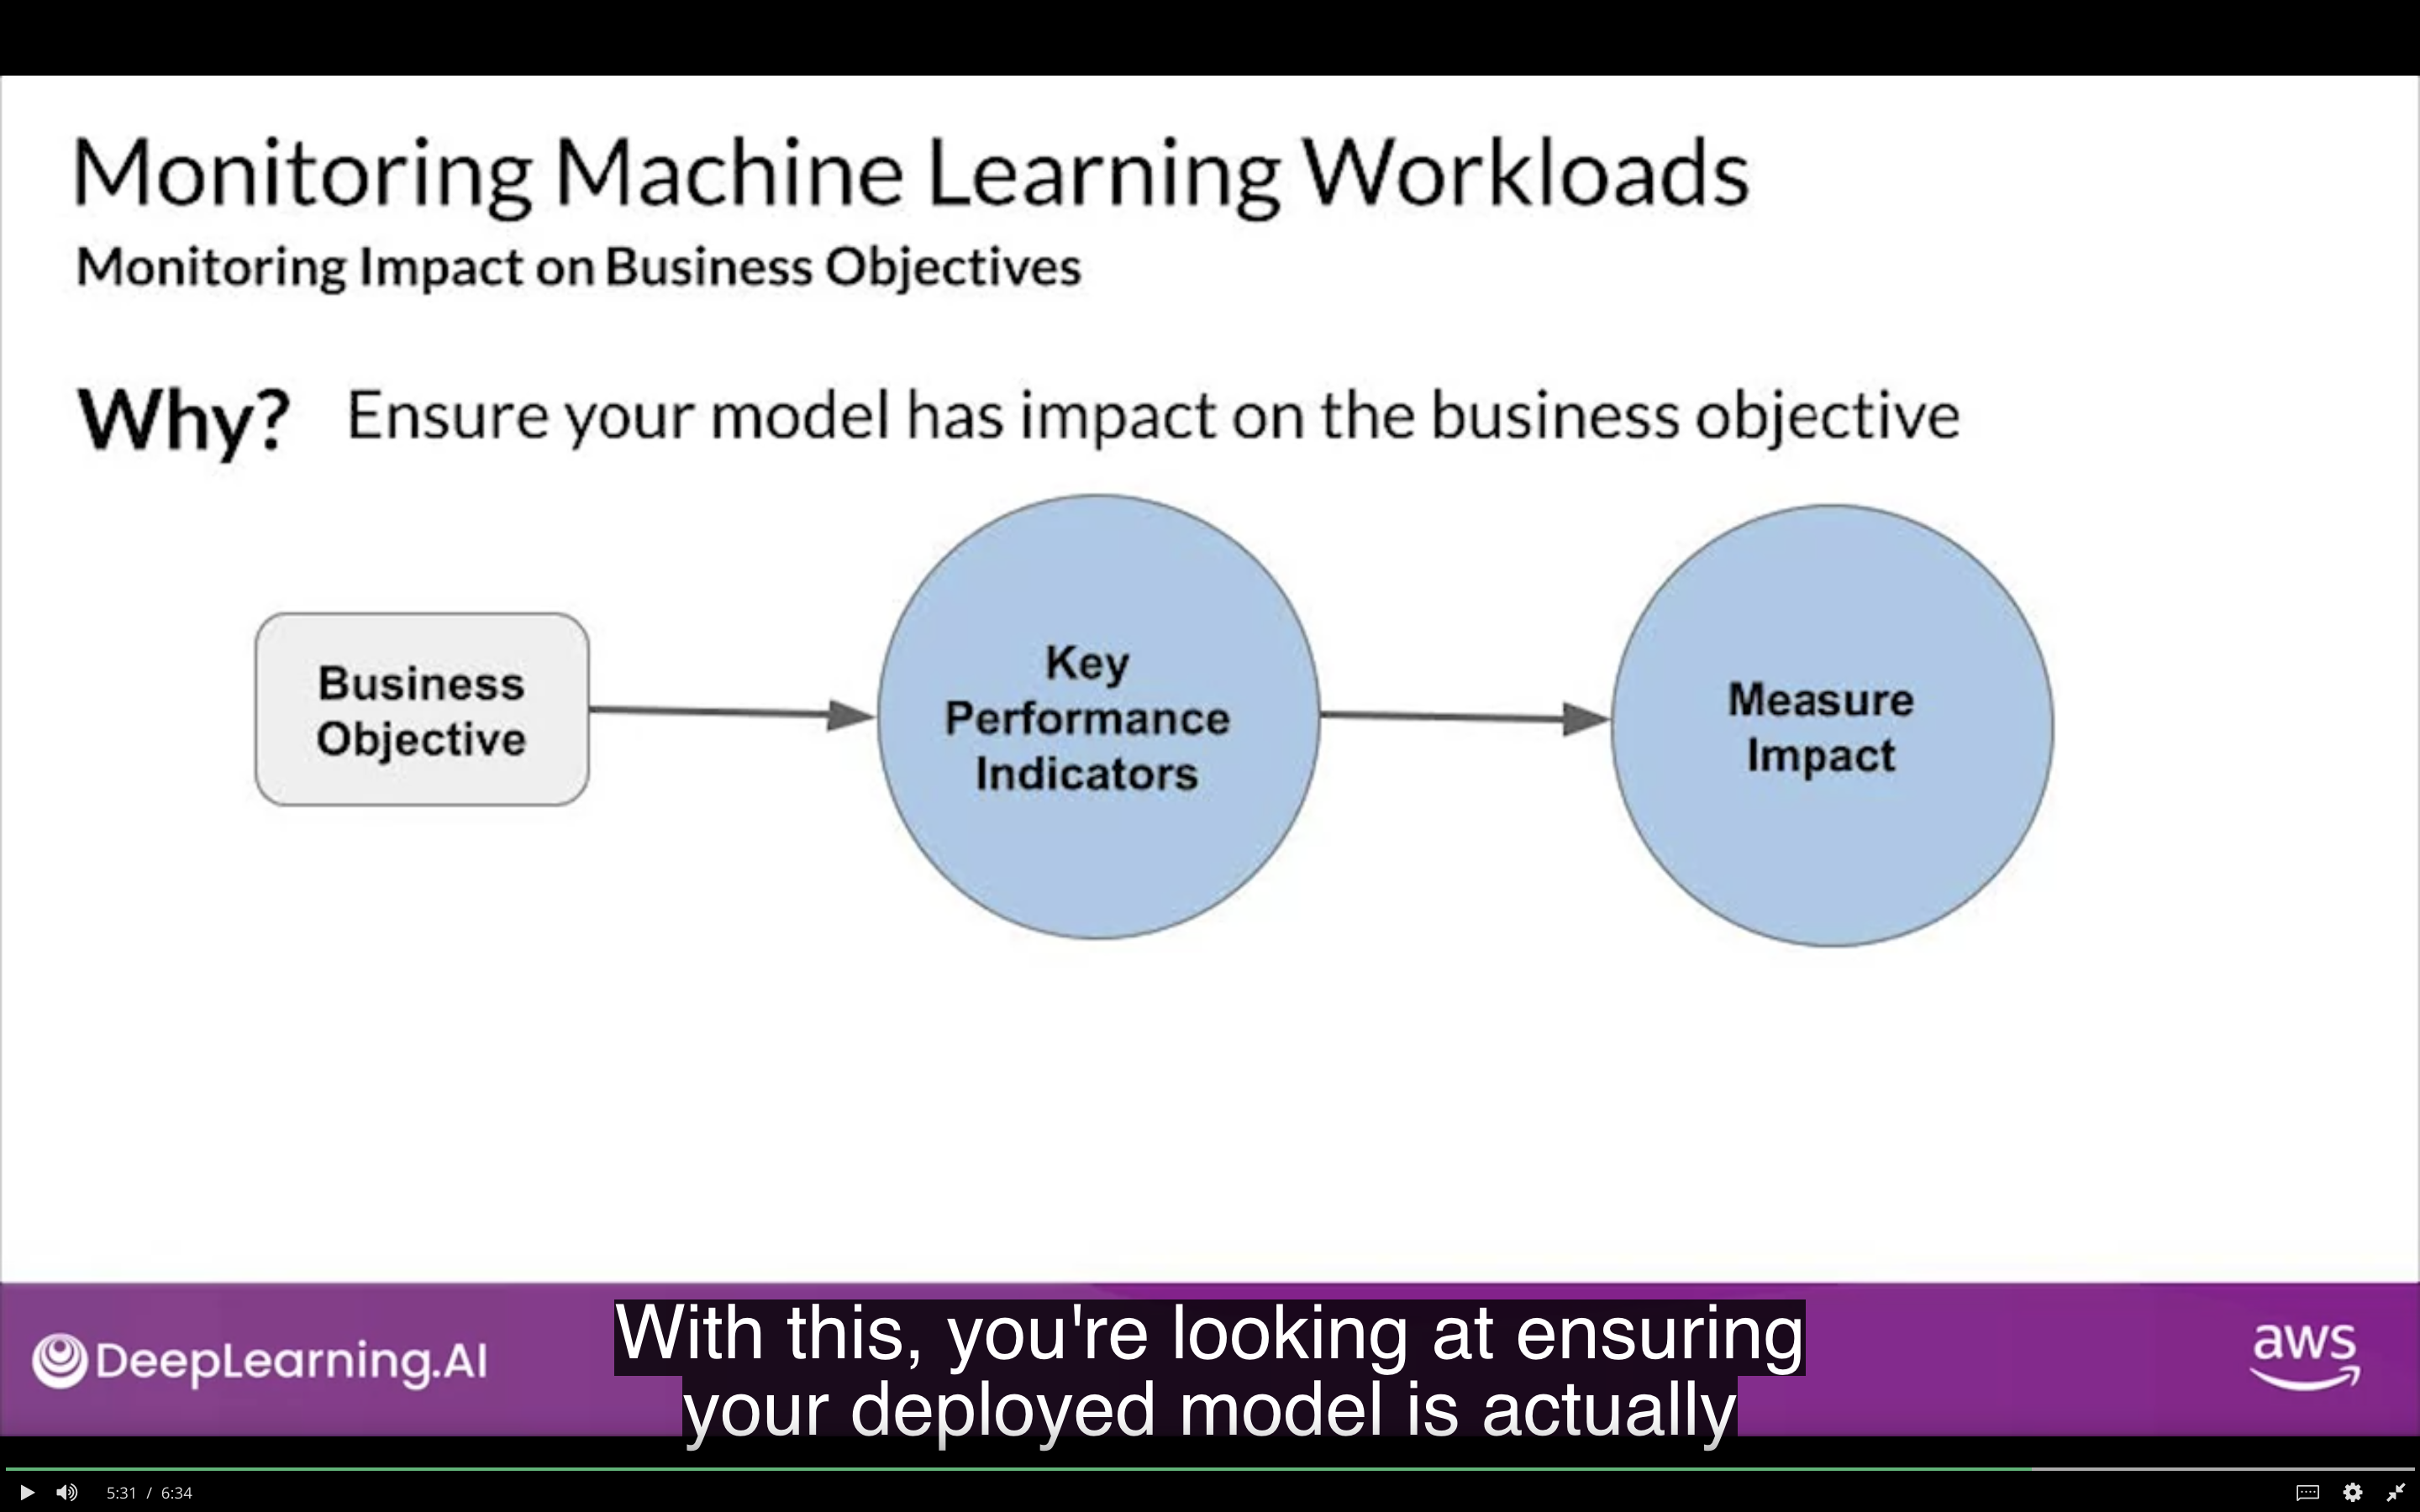 Monitoring Machine Learning Workloads
Monitoring Impact on Business Objectives
Why? Ensure your model has impact on the business objective
Business
Objective
Key
Performance
Indicators
Measure
Impact
DeepLearning.AI
With this, you're looking at ensuring
your deployed model is actually
aws
5:31 / 6:34